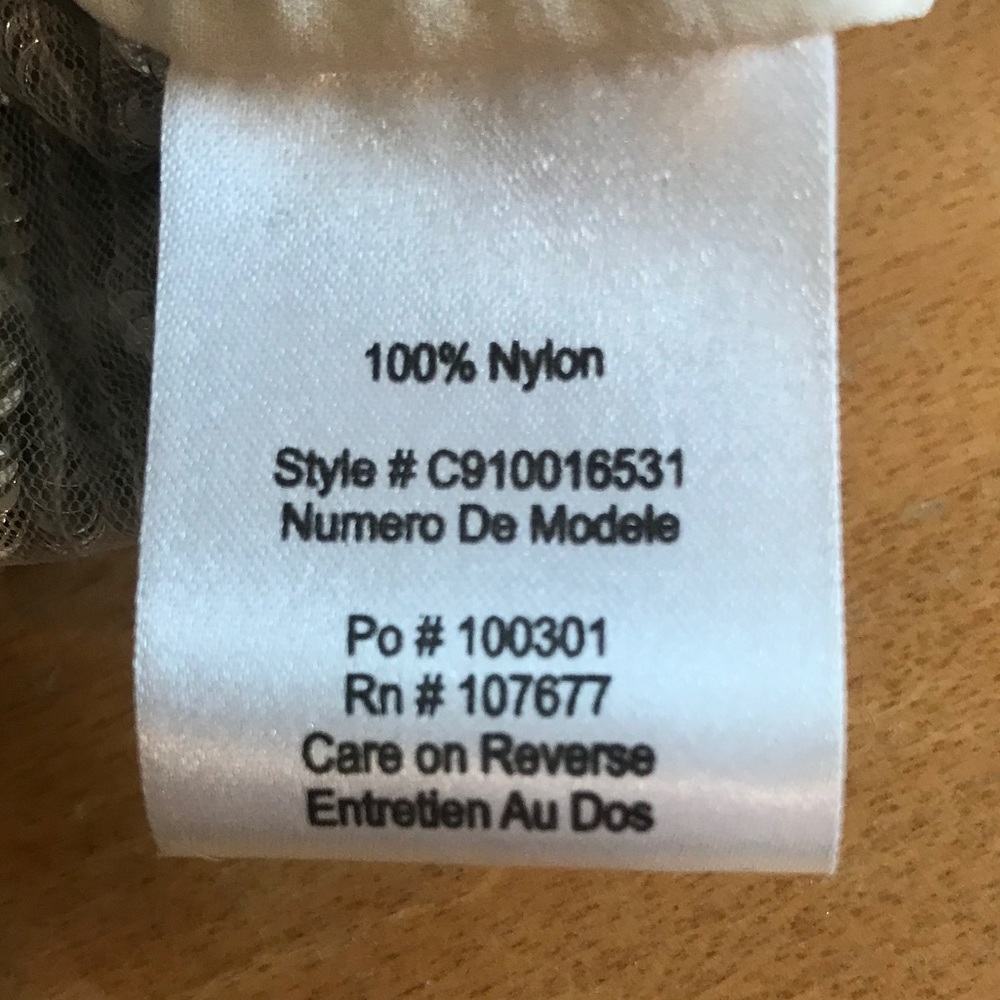 100% Nylon
Style # C910016531
Numero De Modele
Po # 100301
Rn # 107677
Care on Reverse
Entretien Au Dos